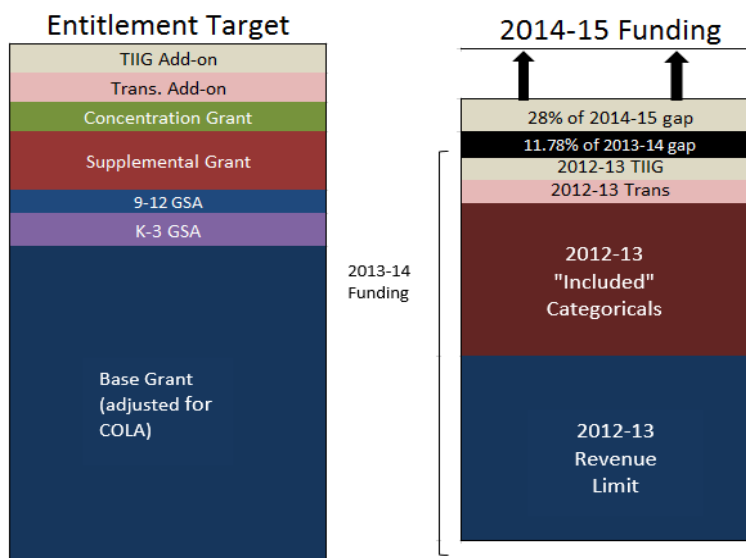 Entitlement Target
TIIG Add-on
Trans. Add-on
Concentration Grant
Supplemental Grant
9-12 GSA
K-3 GSA
Base Grant
(adjusted for
COLA)
2013-14
Funding
2014-15 Funding
28% of 2014-15 gap
11.78% of 2013-14 gap
2012-13 TIIG
2012-13 Trans
2012-13
"Included"
Categoricals
2012-13
Revenue
Limit